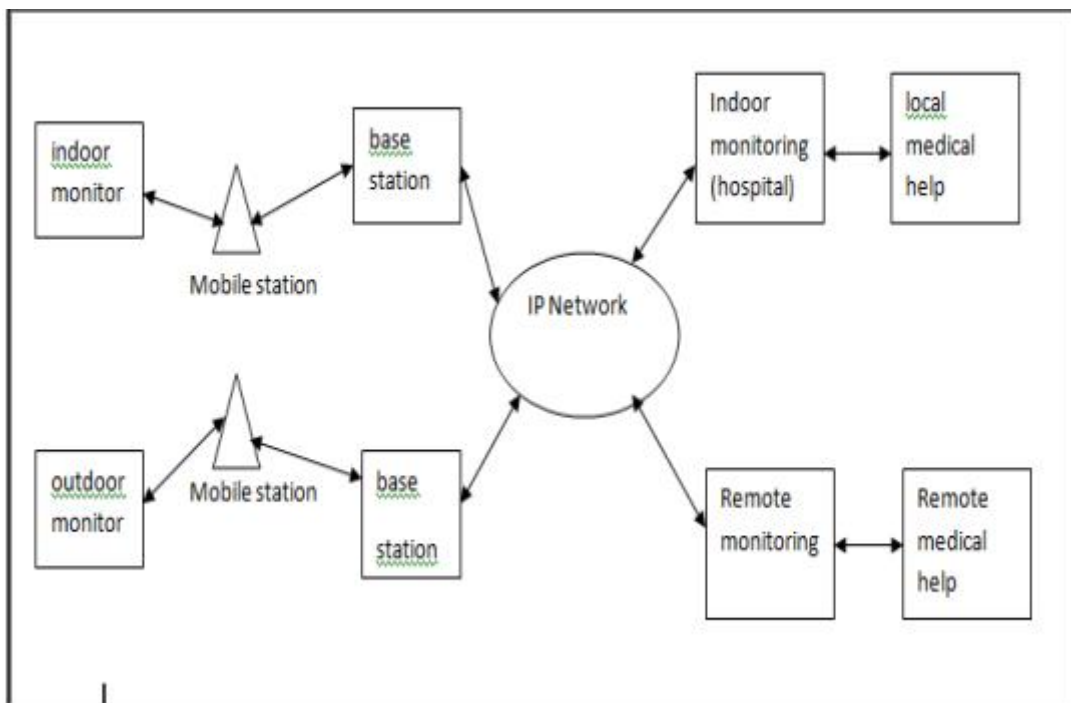 indoor
monitor
Mobile station
base
station
IP Network
Indoor
monitoring
(hospital)
local
medical
help
outdoor
monitor
Mobile station
base
station
Remote
monitoring
Remote
medical
help